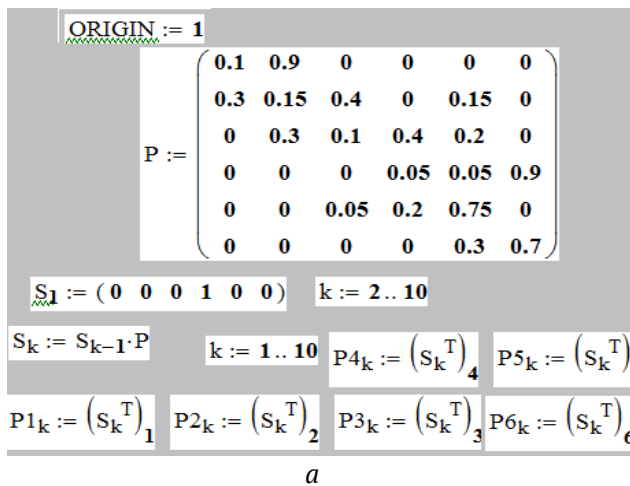 ORIGIN := 1
0.1 0.9 0 0 0 0
0.3 0.15 0.4 0 0.15 0
0 0.3 0.1 0.4 0.2 0
P :=
0 0 0 0.05 0.05 0.9
0 0 0.05 0.2 0.75 0
0 0 0 0 0.3 0.7
S1 := ( 0 0 0 1 0 0 ) k := 2 .. 10
Sk := Sk−1·P k := 1 .. 10 P4k := (SkT)4 P5k := (SkT)
P1k := (SkT)1 P2k := (SkT)2 P3k := (SkT)3 P6k := (SkT)6
а